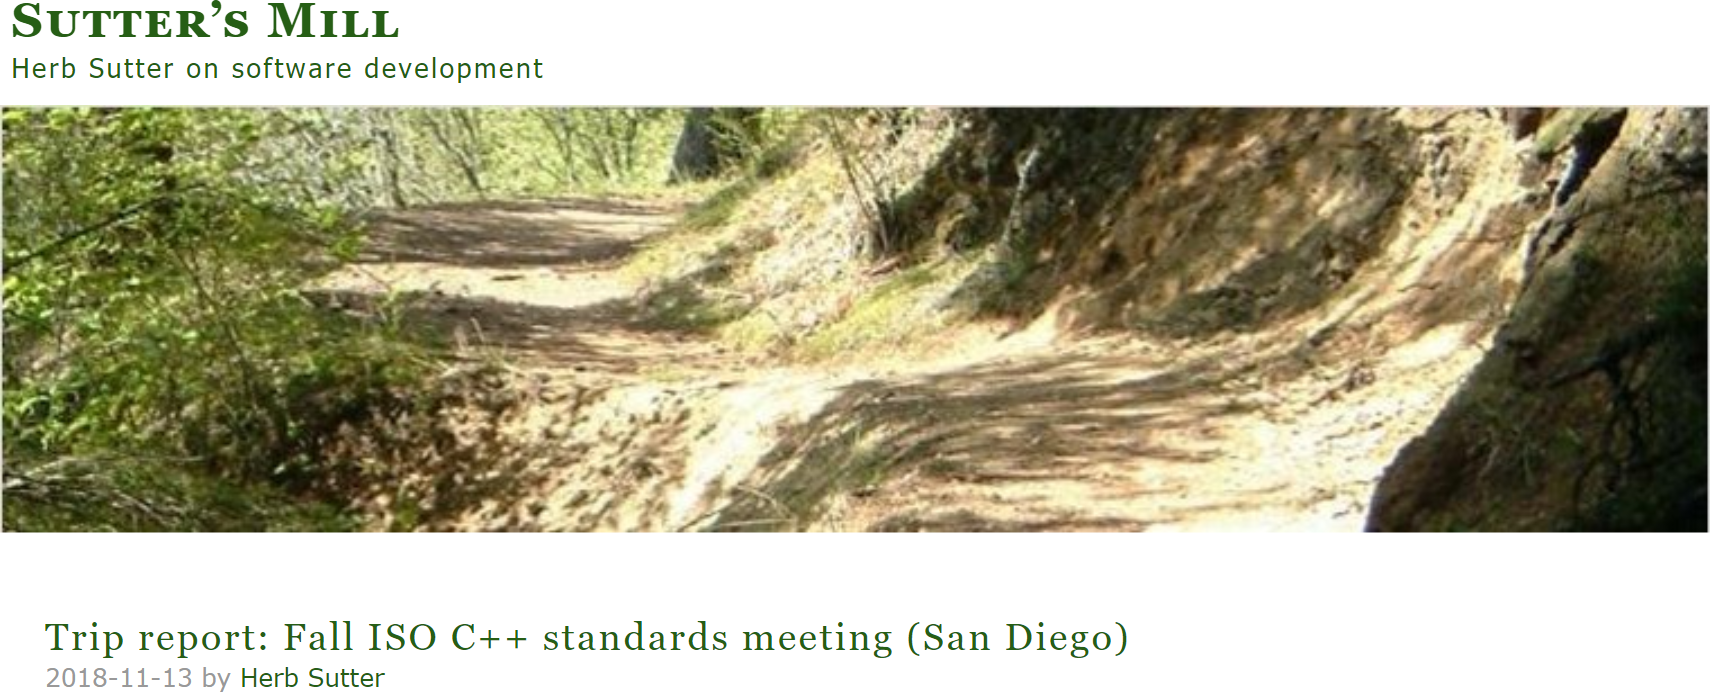 Sutter’s Mill
Herb Sutter on software development
Trip report: Fall ISO C++ standards meeting (San Diego)
2018-11-13 by Herb Sutter